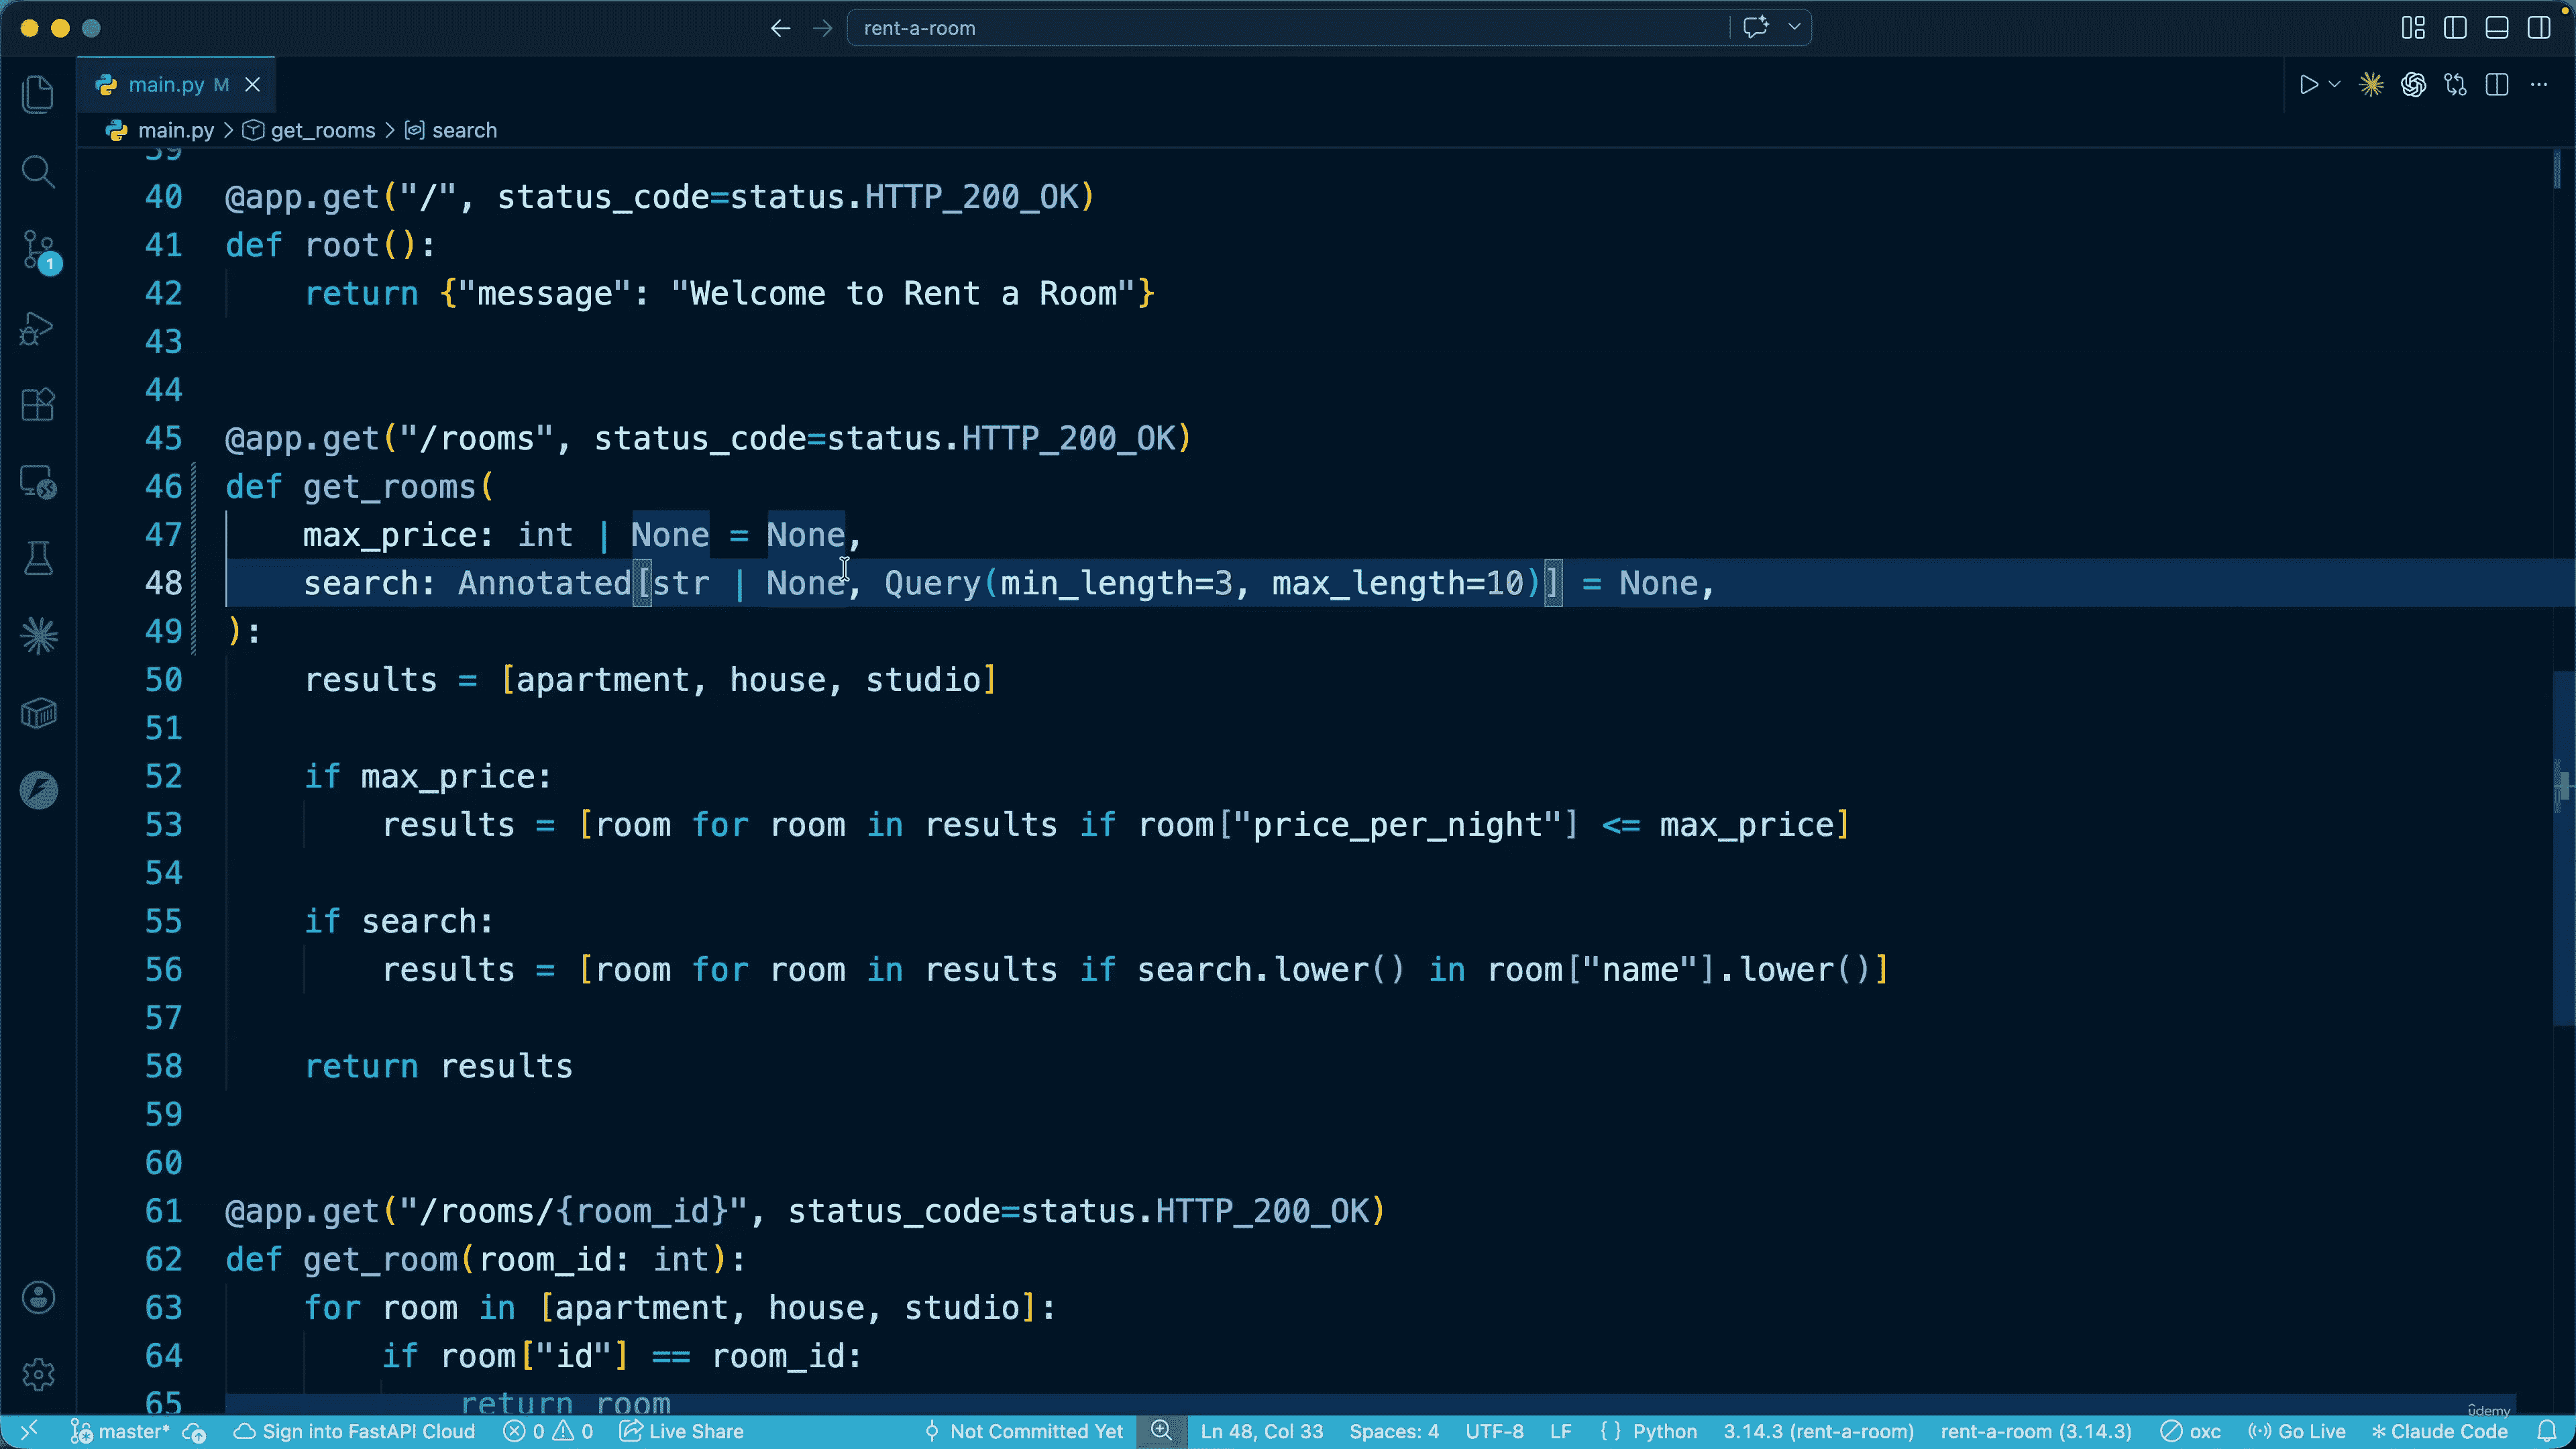 rent-a-room
main.py M
main.py > get_rooms > search
39
40 @app.get("/", status_code=status.HTTP_200_OK)
41 def root():
42     return {"message": "Welcome to Rent a Room"}
43
44
45 @app.get("/rooms", status_code=status.HTTP_200_OK)
46 def get_rooms(
47     max_price: int | None = None,
48     search: Annotated[str | None, Query(min_length=3, max_length=10)] = None,
49 ):
50     results = [apartment, house, studio]
51
52     if max_price:
53         results = [room for room in results if room["price_per_night"] <= max_price]
54
55     if search:
56         results = [room for room in results if search.lower() in room["name"].lower()]
57
58     return results
59
60
61 @app.get("/rooms/{room_id}", status_code=status.HTTP_200_OK)
62 def get_room(room_id: int):
63     for room in [apartment, house, studio]:
64         if room["id"] == room_id:
65             return room
1
udemy
master* Sign into FastAPI Cloud 0 0 Live Share Not Committed Yet Ln 48, Col 33 Spaces: 4 UTF-8 LF { } Python 3.14.3 (rent-a-room) rent-a-room (3.14.3) oxc Go Live Claude Code